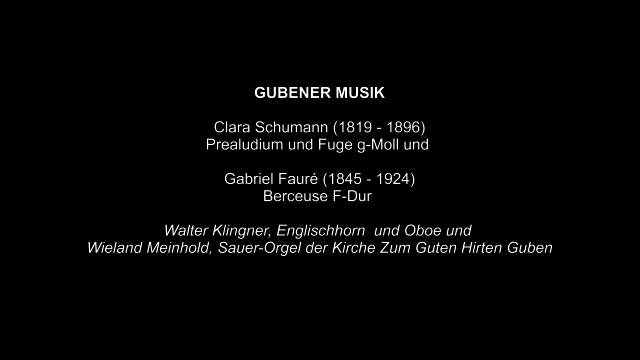 GUBENER MUSIK
Clara Schumann (1819 - 1896)
Prealudium und Fuge g-Moll und
Gabriel Fauré (1845 - 1924)
Berceuse F-Dur
Walter Klingner, Englischhorn  und Oboe und
Wieland Meinhold, Sauer-Orgel der Kirche Zum Guten Hirten Guben